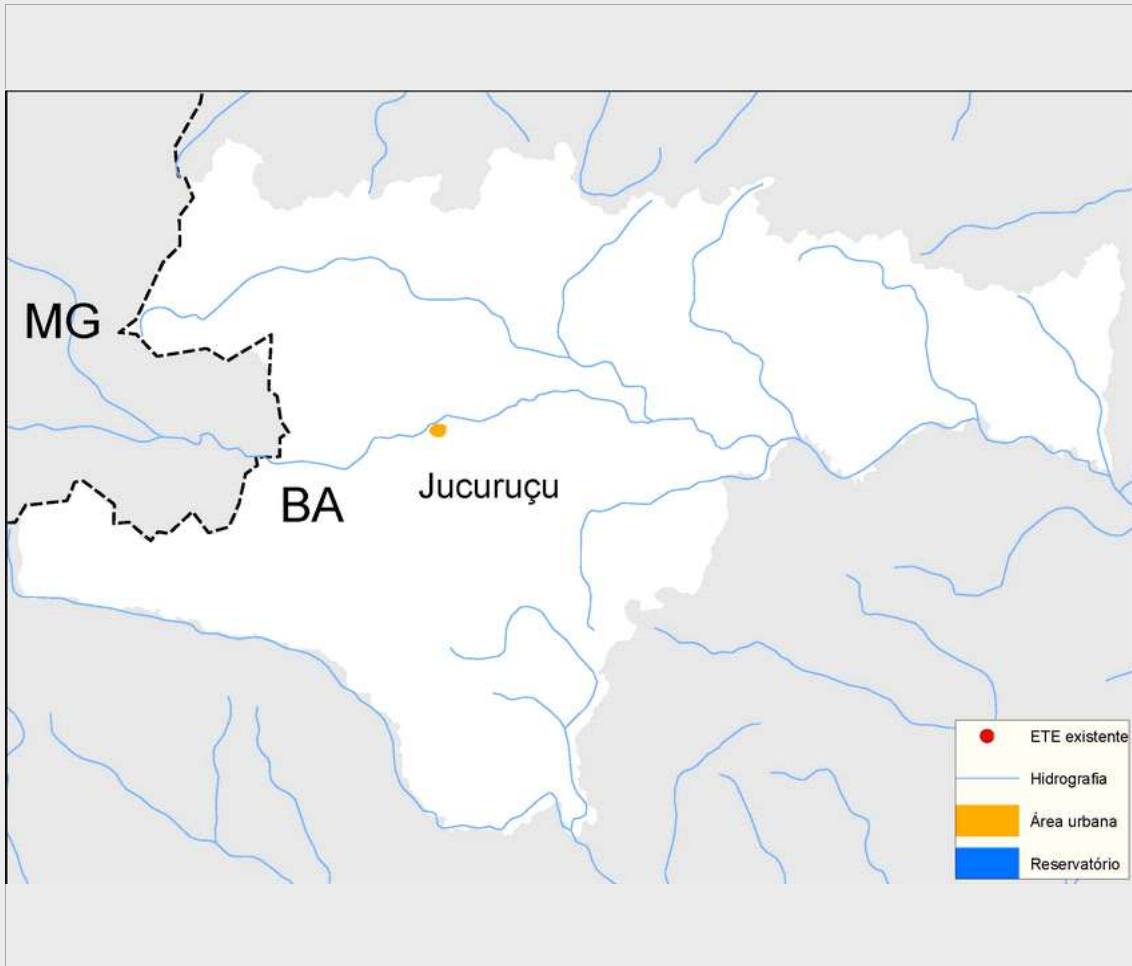 MG
BA
Jucuruçu
ETE existente
Hidrografia
Área urbana
Reservatório